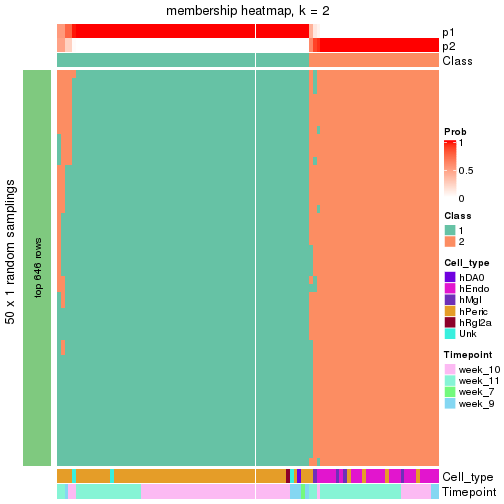 membership heatmap, k = 2
p1
p2
Class
50 x 1 random samplings
top 646 rows
Prob
1
0.5
0
Class
1
2
Cell_type
hDA0
hEndo
hMgl
hPeric
hRgl2a
Unk
Timepoint
week_10
week_11
week_7
week_9
Cell_type
Timepoint